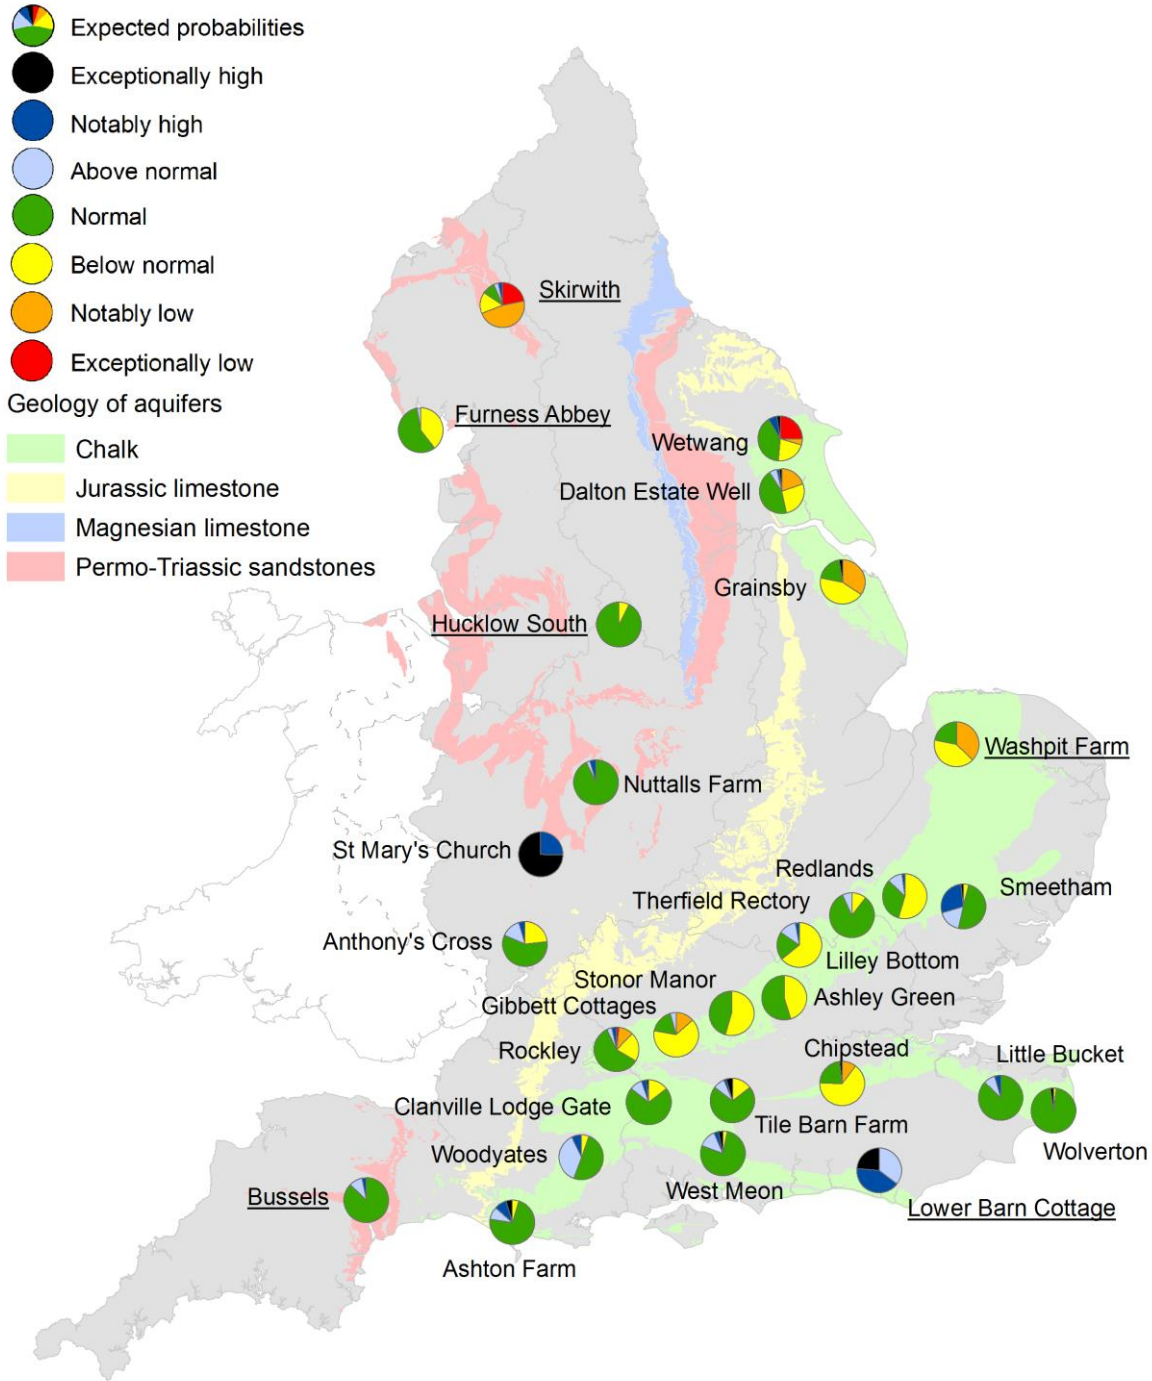 Expected probabilities
Exceptionally high
Notably high
Above normal
Normal
Below normal
Notably low
Exceptionally low
Geology of aquifers
Chalk
Jurassic limestone
Magnesian limestone
Permo-Triassic sandstones
Skirwith
Furness Abbey
Wetwang
Dalton Estate Well
Grainsby
Hucklow South
Washpit Farm
Nuttalls Farm
St Mary's Church
Redlands
Smeetham
Therfield Rectory
Anthony's Cross
Lilley Bottom
Stonor Manor
Ashley Green
Gibbett Cottages
Rockley
Chipstead
Little Bucket
Clanville Lodge Gate
Tile Barn Farm
Wolverton
Woodyates
West Meon
Bussels
Lower Barn Cottage
Ashton Farm